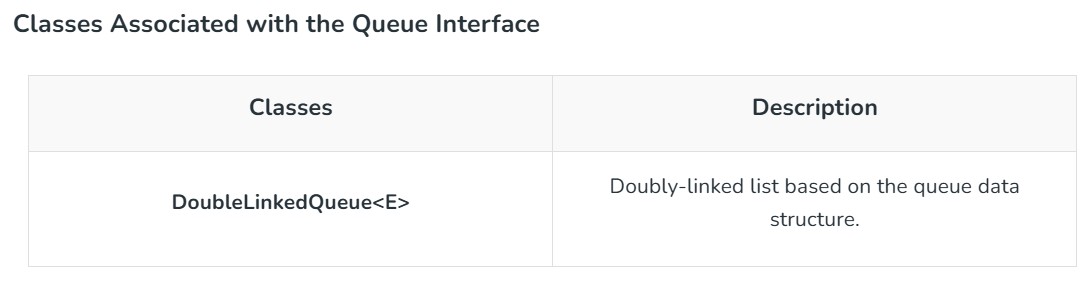 Classes Associated with the Queue Interface
Classes
Description
DoubleLinkedQueue<E>
Doubly-linked list based on the queue data
structure.